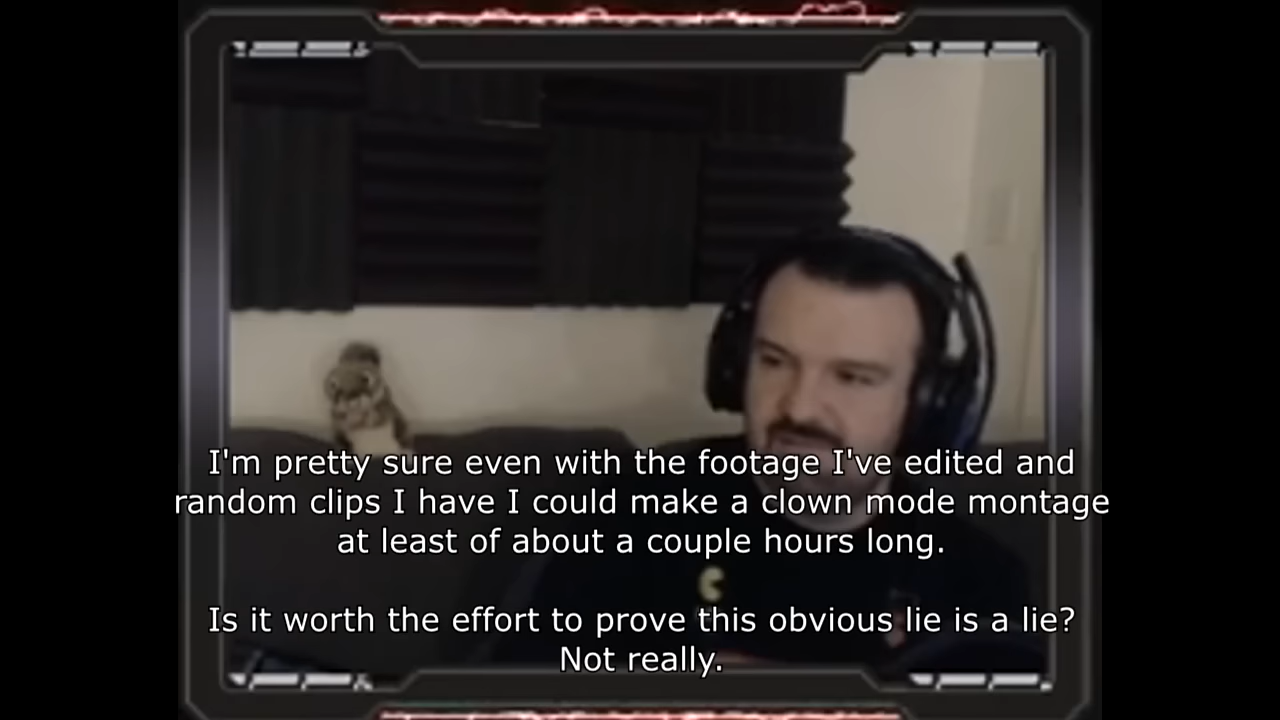 I'm pretty sure even with the footage I've edited and
random clips I have I could make a clown mode montage
at least of about a couple hours long.
Is it worth the effort to prove this obvious lie is a lie?
Not really.